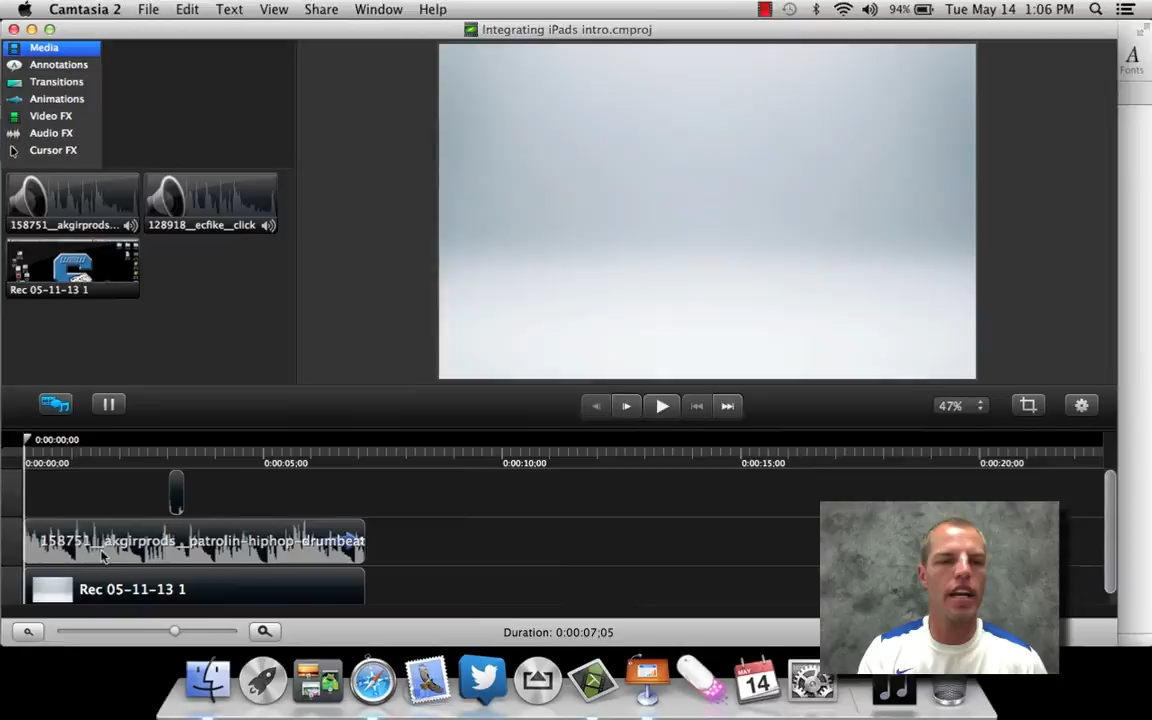 Camtasia 2 File Edit Text View Share Window Help 94% Tue May 14 1:06 PM
Integrating iPads intro.cmproj
Media
Annotations
Transitions
Animations
Video FX
Audio FX
Cursor FX
A
Fonts
158751__akgirprods... 128918__ecfike__click
Rec 05-11-13 1
47%
0:00:00;00
0:00:00;00 0:00:05;00 0:00:10;00 0:00:15;00 0:00:20;00
158751__akgirprods__patrolin-hiphop-drumbeat
Rec 05-11-13 1
Duration: 0:00:07;05
MAY
14